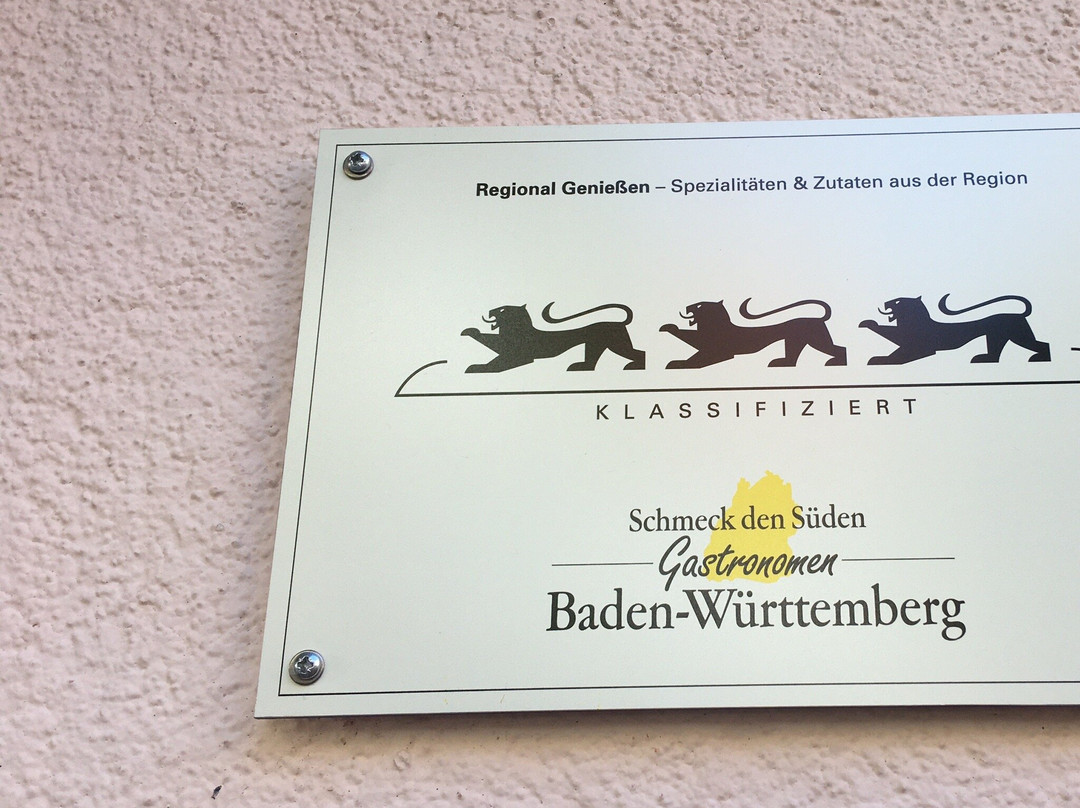 Regional Genießen – Spezialitäten & Zutaten aus der Region
KLASSIFIZIERT
Schmeck den Süden
Gastronomen
Baden-Württemberg